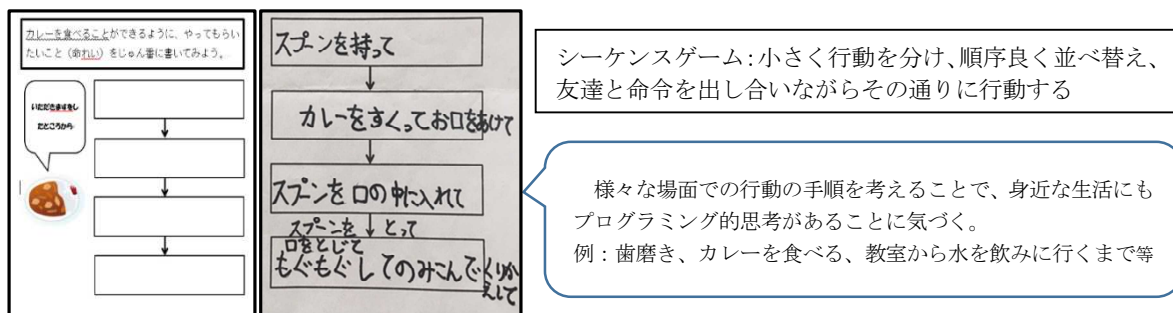 カレーを食べることができるように、やってもらい
たいこと（命れい）をじゅん番に書いてみよう。
いただきますをし
たところから
スプーンを持って
カレーをすくってお口をあけて
スプーンを口の中に入れて
スプーンを とって
口をとじて
もぐもぐしてのみこんで くりか
えして
シーケンスゲーム：小さく行動を分け、順序良く並べ替え、
友達と命令を出し合いながらその通りに行動する
様々な場面での行動の手順を考えることで、身近な生活にも
プログラミング的思考があることに気づく。
例：歯磨き、カレーを食べる、教室から水を飲みに行くまで等